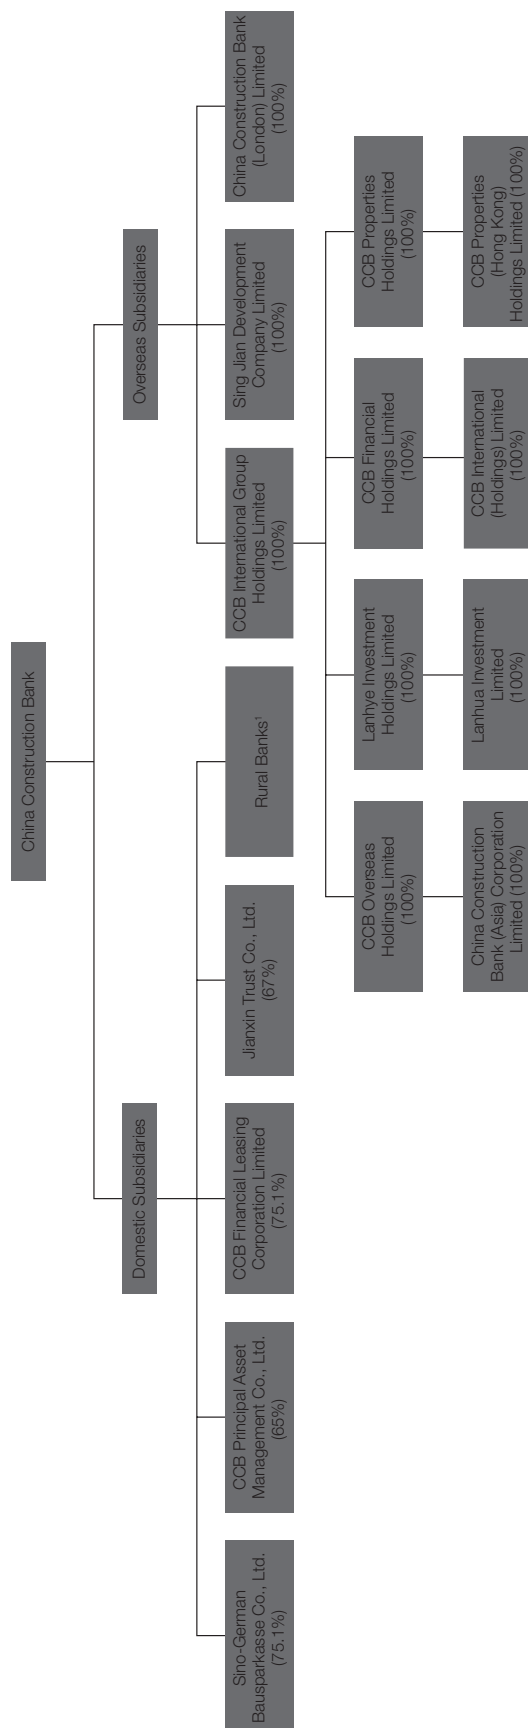 China Construction Bank
Domestic Subsidiaries
Overseas Subsidiaries
Sino-German
Bausparkasse Co., Ltd.
(75.1%)
CCB Principal Asset
Management Co., Ltd.
(65%)
CCB Financial Leasing
Corporation Limited
(75.1%)
Jianxin Trust Co., Ltd.
(67%)
Rural Banks¹
CCB International Group
Holdings Limited
(100%)
Sing Jian Development
Company Limited
(100%)
China Construction Bank
(London) Limited
(100%)
CCB Overseas
Holdings Limited
(100%)
Lanhye Investment
Holdings Limited
(100%)
CCB Financial
Holdings Limited
(100%)
CCB Properties
Holdings Limited
(100%)
China Construction
Bank (Asia) Corporation
Limited (100%)
Lanhua Investment
Limited
(100%)
CCB International
(Holdings) Limited
(100%)
CCB Properties
(Hong Kong)
Holdings Limited (100%)